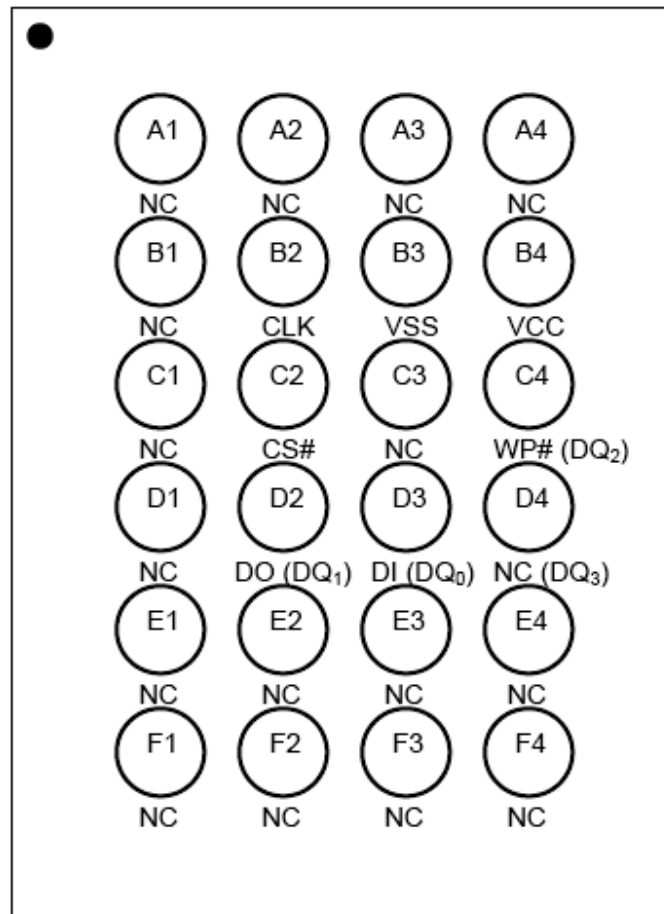 A1 A2 A3 A4
NC NC NC NC
B1 B2 B3 B4
NC CLK VSS VCC
C1 C2 C3 C4
NC CS# NC WP# (DQ₂)
D1 D2 D3 D4
NC DO (DQ₁) DI (DQ₀) NC (DQ₃)
E1 E2 E3 E4
NC NC NC NC
F1 F2 F3 F4
NC NC NC NC